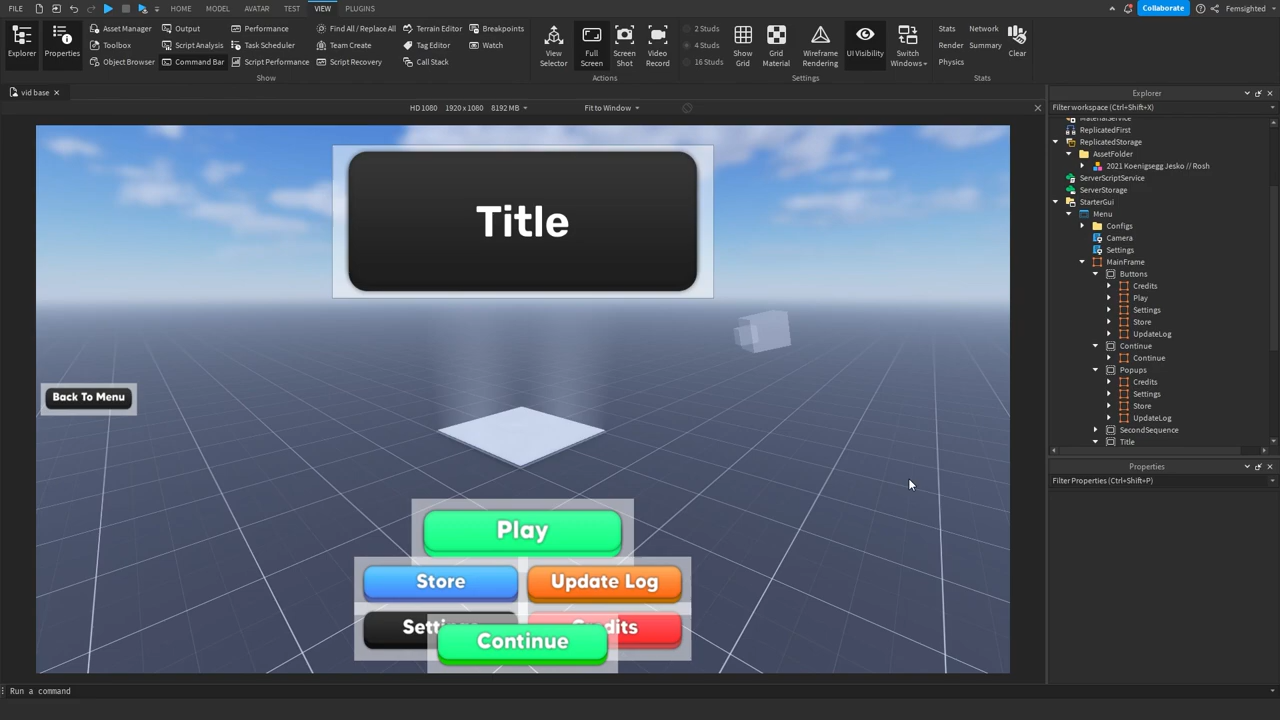 FILE HOME MODEL AVATAR TEST VIEW PLUGINS Collaborate Femsighted
Explorer
Properties
Asset Manager
Toolbox
Object Browser
Output
Script Analysis
Command Bar
Performance
Task Scheduler
Script Performance
Find All / Replace All
Team Create
Script Recovery
Terrain Editor
Tag Editor
Call Stack
Breakpoints
Watch
Show
View
Selector
Full
Screen
Screen
Shot
Video
Record
Actions
2 Studs
4 Studs
16 Studs
Show
Grid
Grid
Material
Wireframe
Rendering
UI Visibility
Switch
Windows
Settings
Stats
Render
Physics
Network
Summary
Clear
Stats
vid base
HD 1080 1920 x 1080 8192 MB Fit to Window
Title
Back To Menu
Play
Store
Update Log
Continue
Explorer
Filter workspace (Ctrl+Shift+X)
MaterialService
ReplicatedFirst
ReplicatedStorage
AssetFolder
2021 Koenigsegg Jesko // Rosh
ServerScriptService
ServerStorage
StarterGui
Menu
Configs
Camera
Settings
MainFrame
Buttons
Credits
Play
Settings
Store
UpdateLog
Continue
Continue
Popups
Credits
Settings
Store
UpdateLog
SecondSequence
Title
Properties
Filter Properties (Ctrl+Shift+P)
Run a command